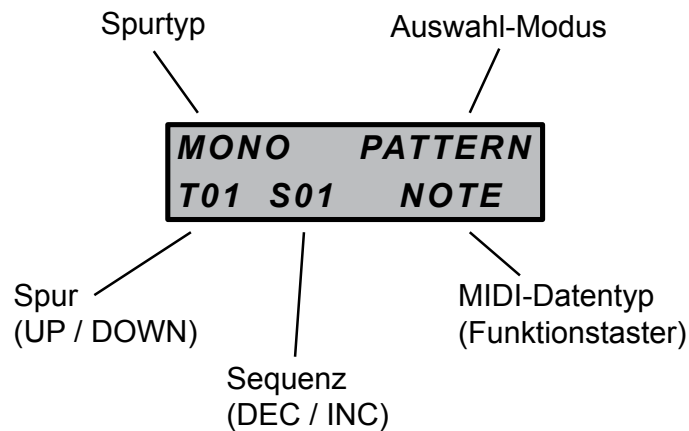 Spurtyp
Auswahl-Modus
MONO PATTERN
T01 S01 NOTE
Spur
(UP / DOWN)
MIDI-Datentyp
(Funktionstaster)
Sequenz
(DEC / INC)